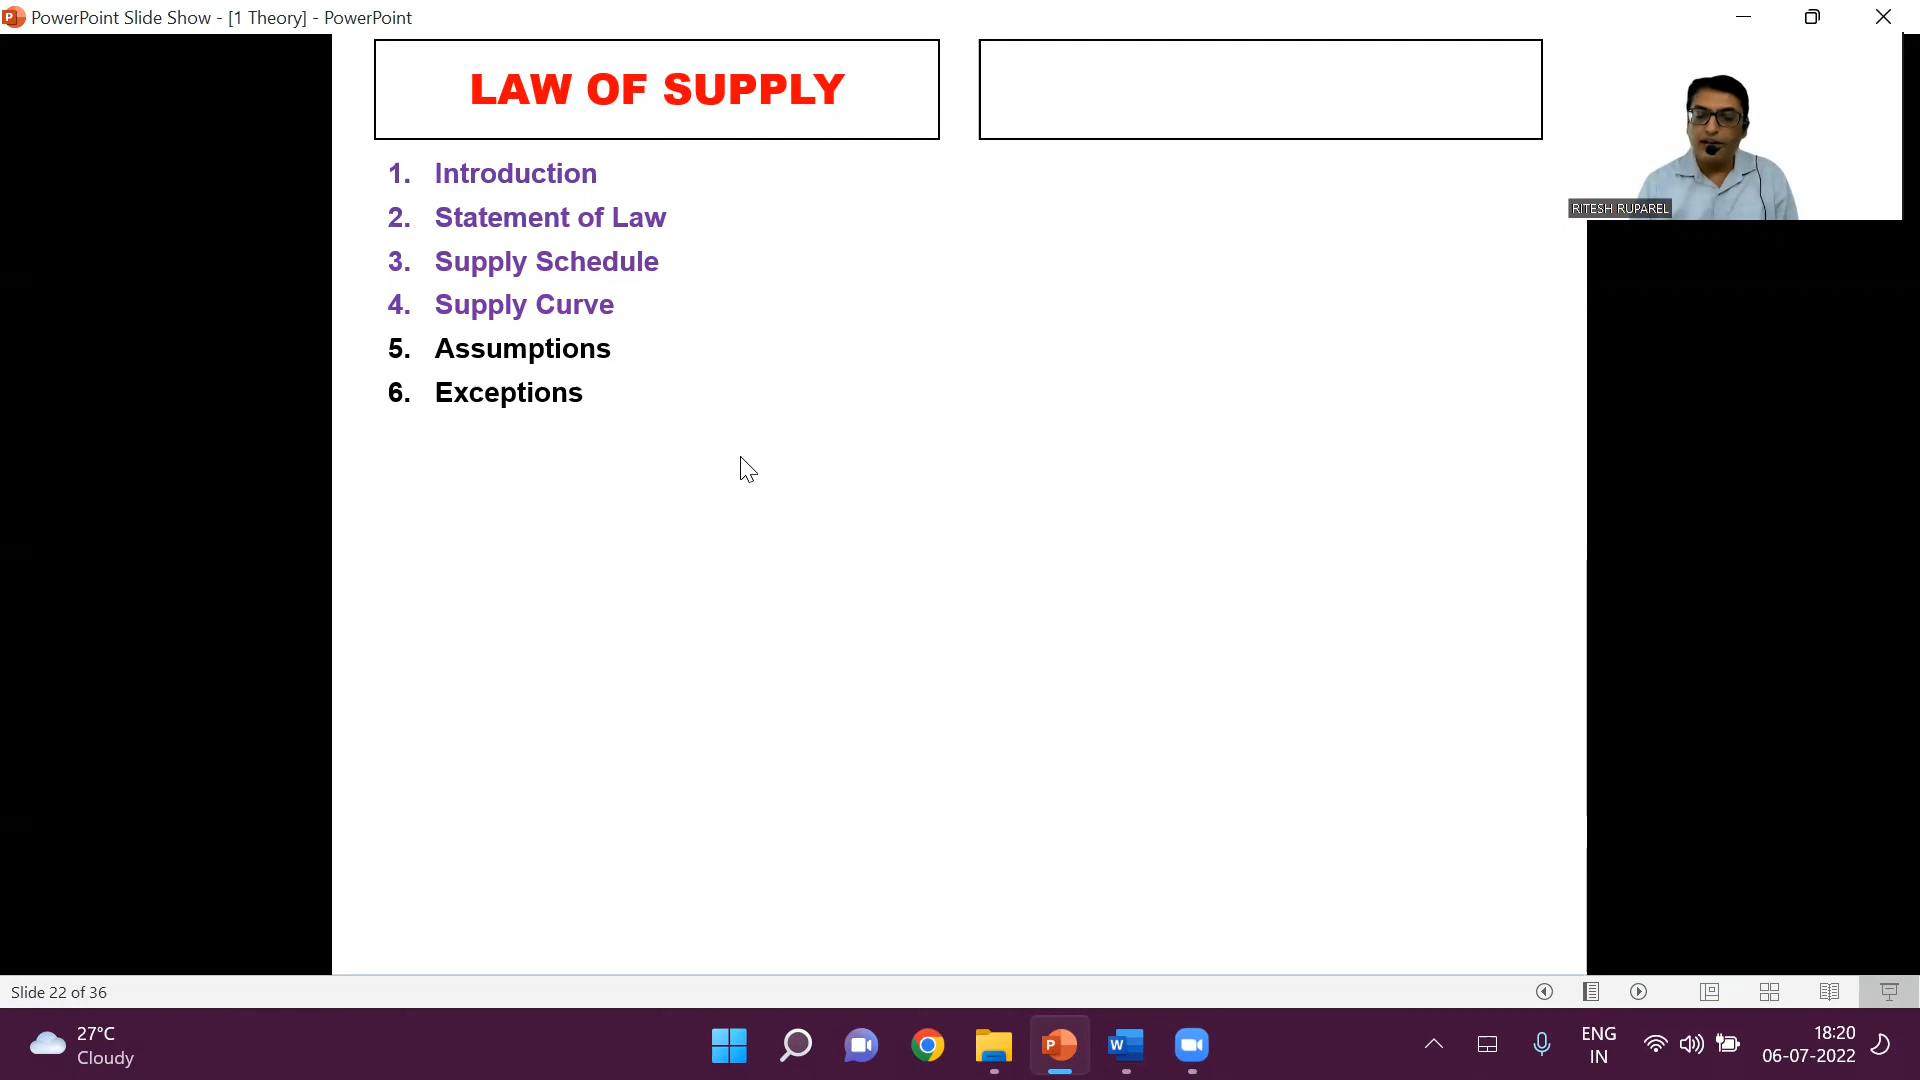 PowerPoint Slide Show - [1 Theory] - PowerPoint
LAW OF SUPPLY
1. Introduction
2. Statement of Law
3. Supply Schedule
4. Supply Curve
5. Assumptions
6. Exceptions
RITESH RUPAREL
Slide 22 of 36
27°C
Cloudy
ENG
IN
18:20
06-07-2022